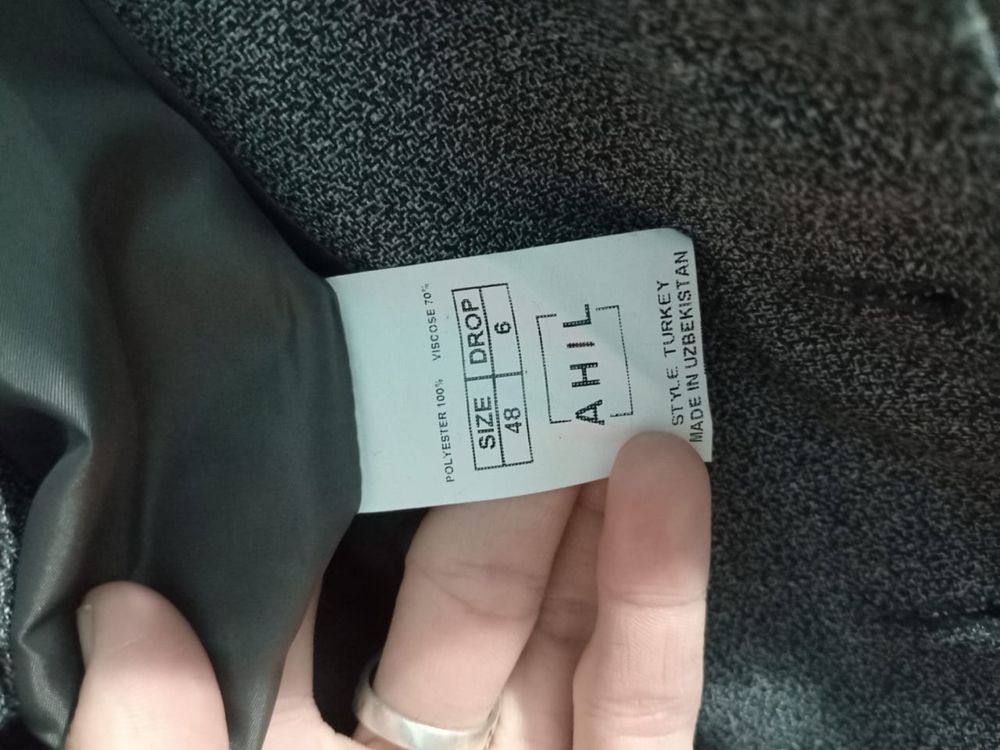 POLYESTER 100% VISCOSE 70%
SIZE DROP
48 6
AHIL
STYLE TURKEY
MADE IN UZBEKISTAN